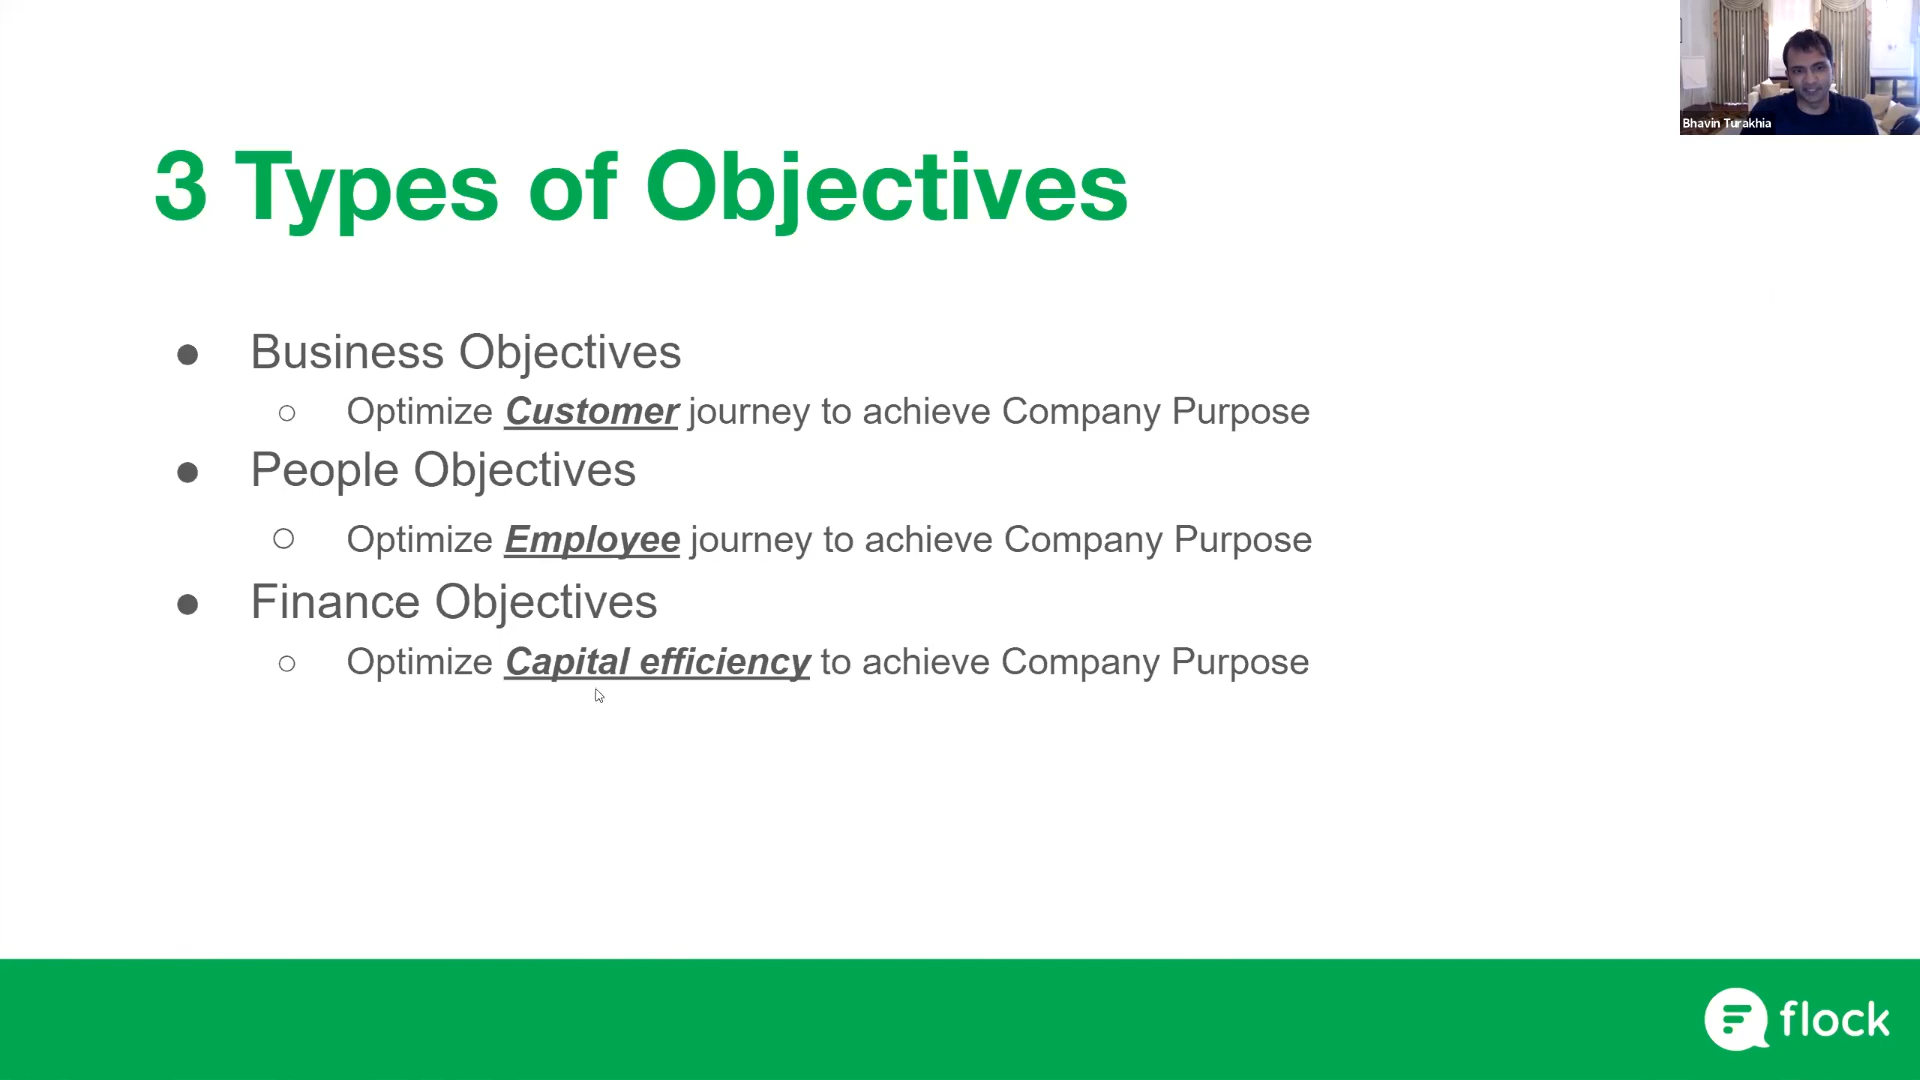 Bhavin Turakhia
3 Types of Objectives
● Business Objectives
○ Optimize Customer journey to achieve Company Purpose
● People Objectives
○ Optimize Employee journey to achieve Company Purpose
● Finance Objectives
○ Optimize Capital efficiency to achieve Company Purpose
flock